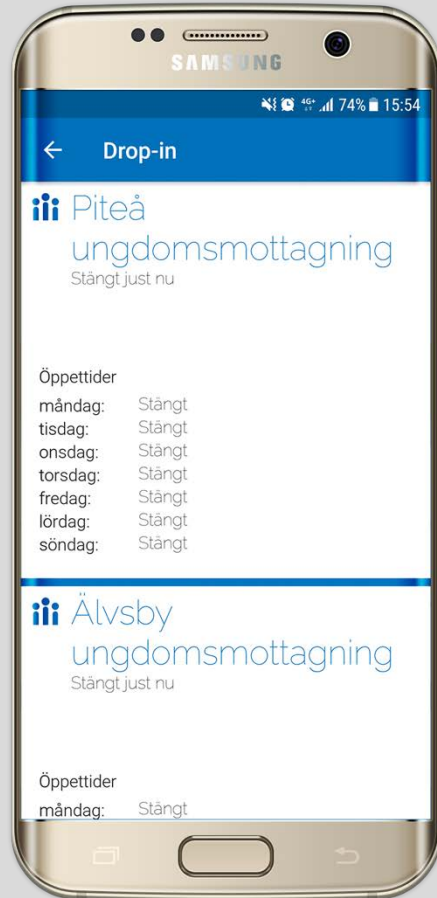 SAMSUNG
4G+ 74% 15:54
Drop-in
Piteå
ungdomsmottagning
Stängt just nu
Öppettider
måndag: Stängt
tisdag: Stängt
onsdag: Stängt
torsdag: Stängt
fredag: Stängt
lördag: Stängt
söndag: Stängt
Älvsby
ungdomsmottagning
Stängt just nu
Öppettider
måndag: Stängt